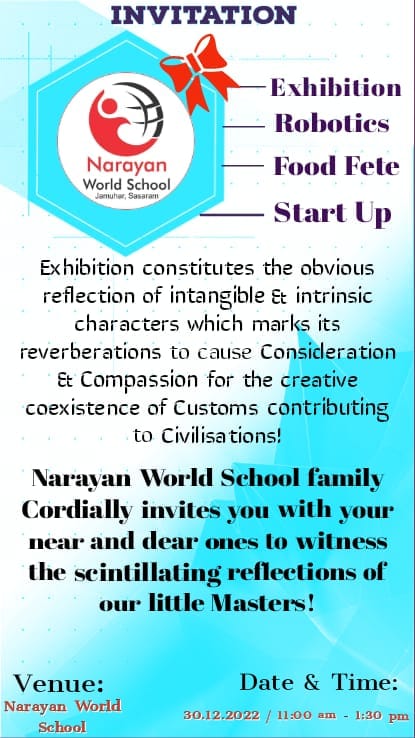 INVITATION
Narayan
World School
Jamuhar, Sasaram
Exhibition
Robotics
Food Fete
Start Up
Exhibition constitutes the obvious
reflection of intangible & intrinsic
characters which marks its
reverberations to cause Consideration
& Compassion for the creative
coexistence of Customs contributing
to Civilisations!
Narayan World School family
Cordially invites you with your
near and dear ones to witness
the scintillating reflections of
our little Masters!
Venue:
Narayan World
School
Date & Time:
30.12.2022 / 11:00 am - 1:30 pm